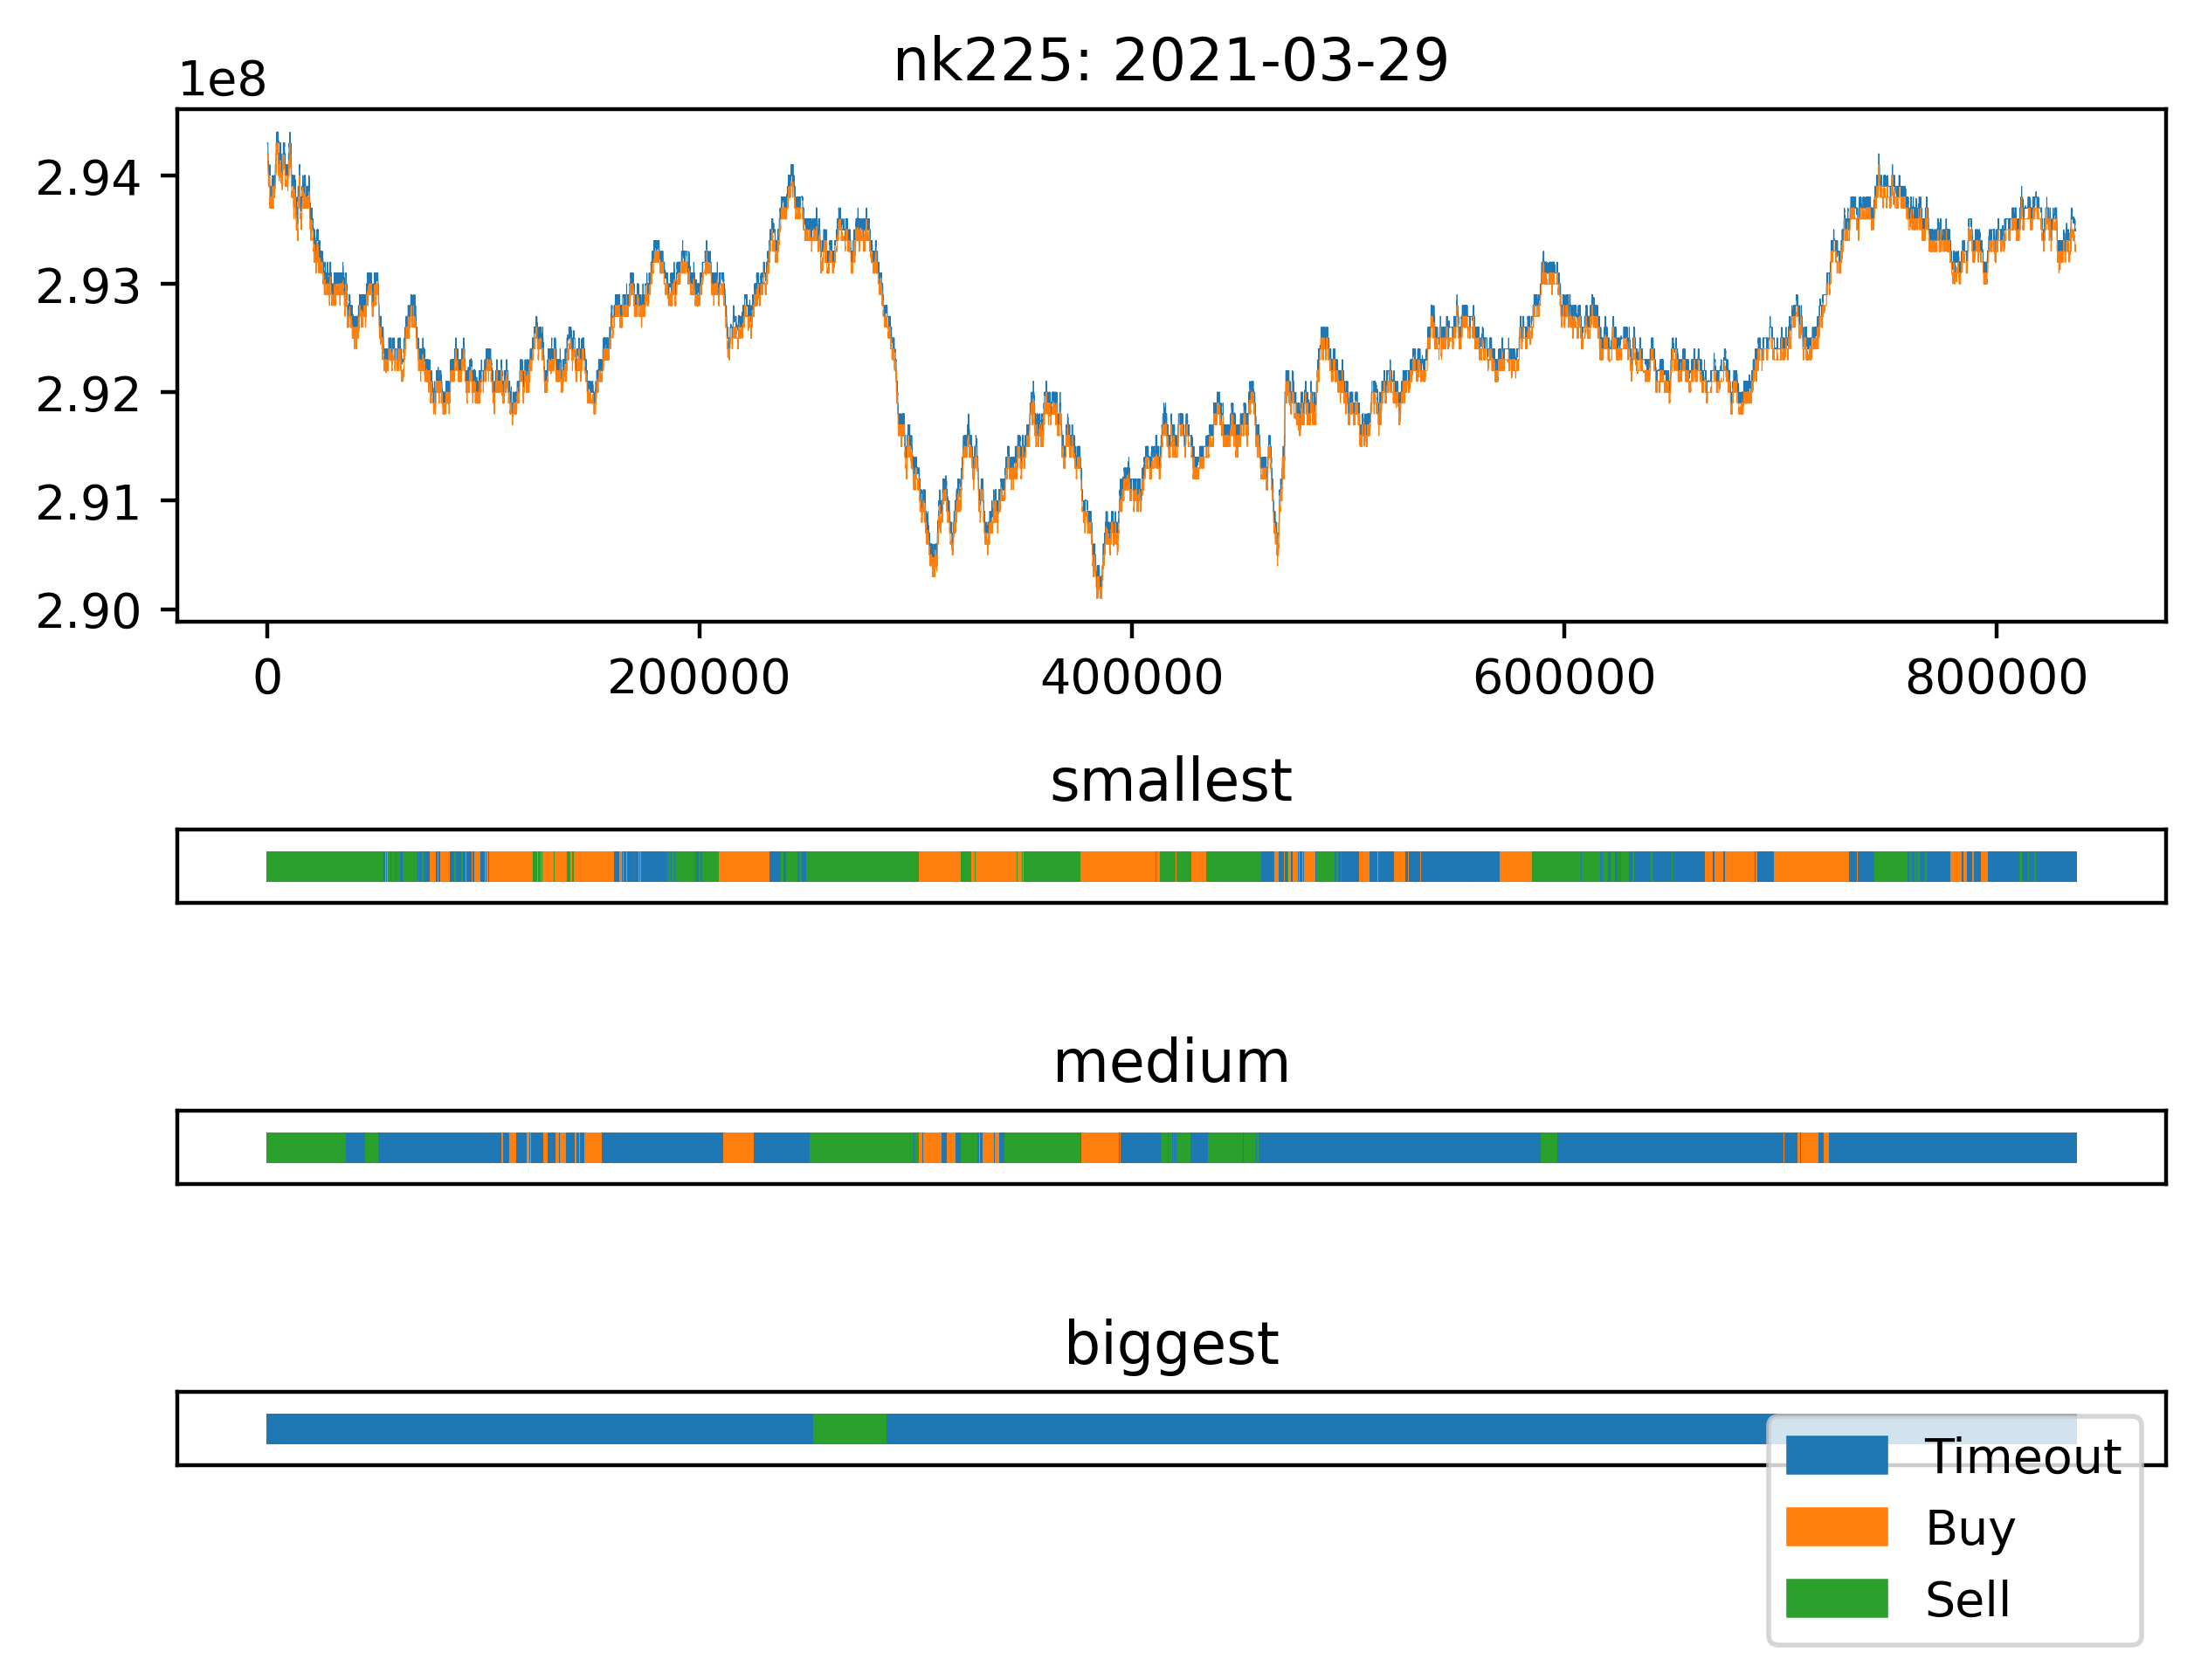 nk225: 2021-03-29
1e8
2.94
2.93
2.92
2.91
2.90
0 200000 400000 600000 800000
smallest
medium
biggest
Timeout
Buy
Sell